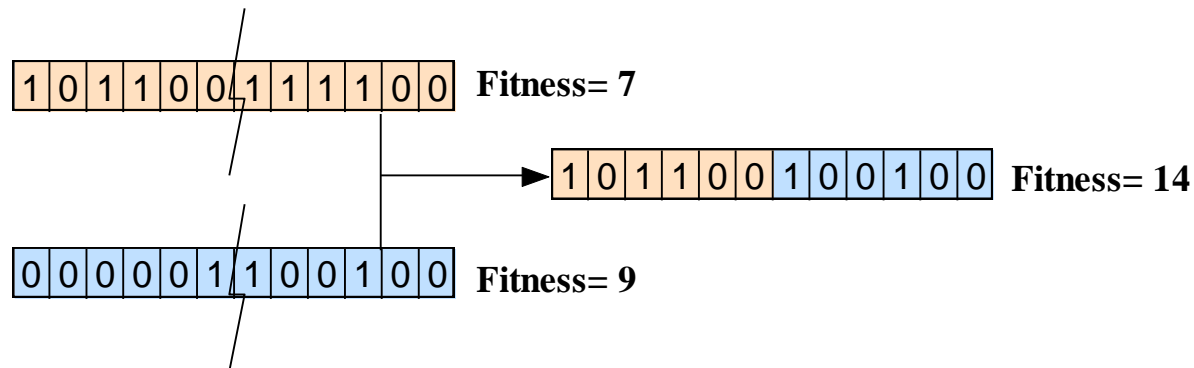 1 0 1 1 0 0 1 1 1 1 0 0 Fitness= 7
1 0 1 1 0 0 1 0 0 1 0 0 Fitness= 14
0 0 0 0 0 1 1 0 0 1 0 0 Fitness= 9